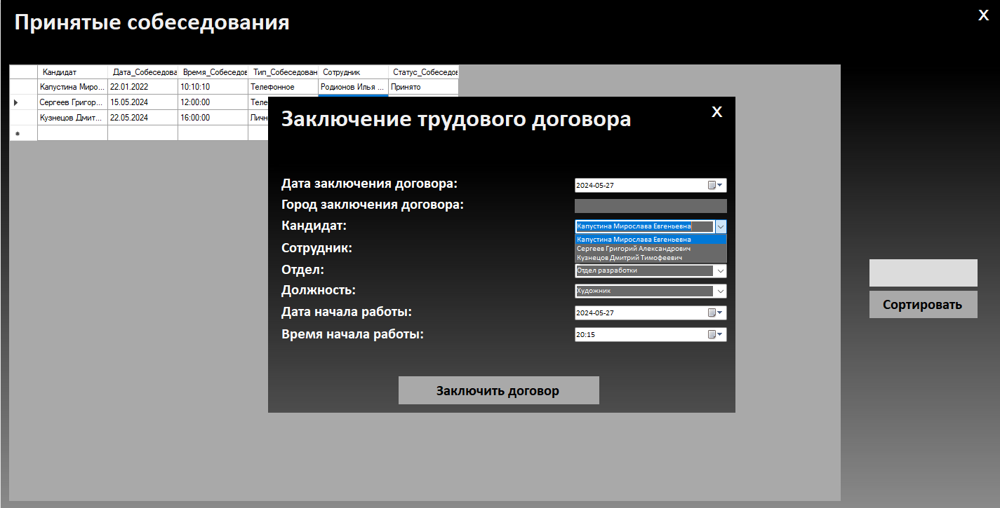 Принятые собеседования
X
Кандидат Дата_Собеседова Время_Собеседов Тип_Собеседован Сотрудник Статус_Собеседов
Капустина Миро... 22.01.2022 10:10:10 Телефонное Родионов Илья ... Принято
Сергеев Григор... 15.05.2024 12:00:00 Теле
Кузнецов Дмит... 22.05.2024 16:00:00 Личн
Заключение трудового договора
X
Дата заключения договора: 2024-05-27
Город заключения договора:
Кандидат: Капустина Мирослава Евгеньевна
Капустина Мирослава Евгеньевна
Сотрудник: Сергеев Григорий Александрович
Кузнецов Дмитрий Тимофеевич
Отдел: Отдел разработки
Должность: Художник
Дата начала работы: 2024-05-27
Время начала работы: 20:15
Сортировать
Заключить договор